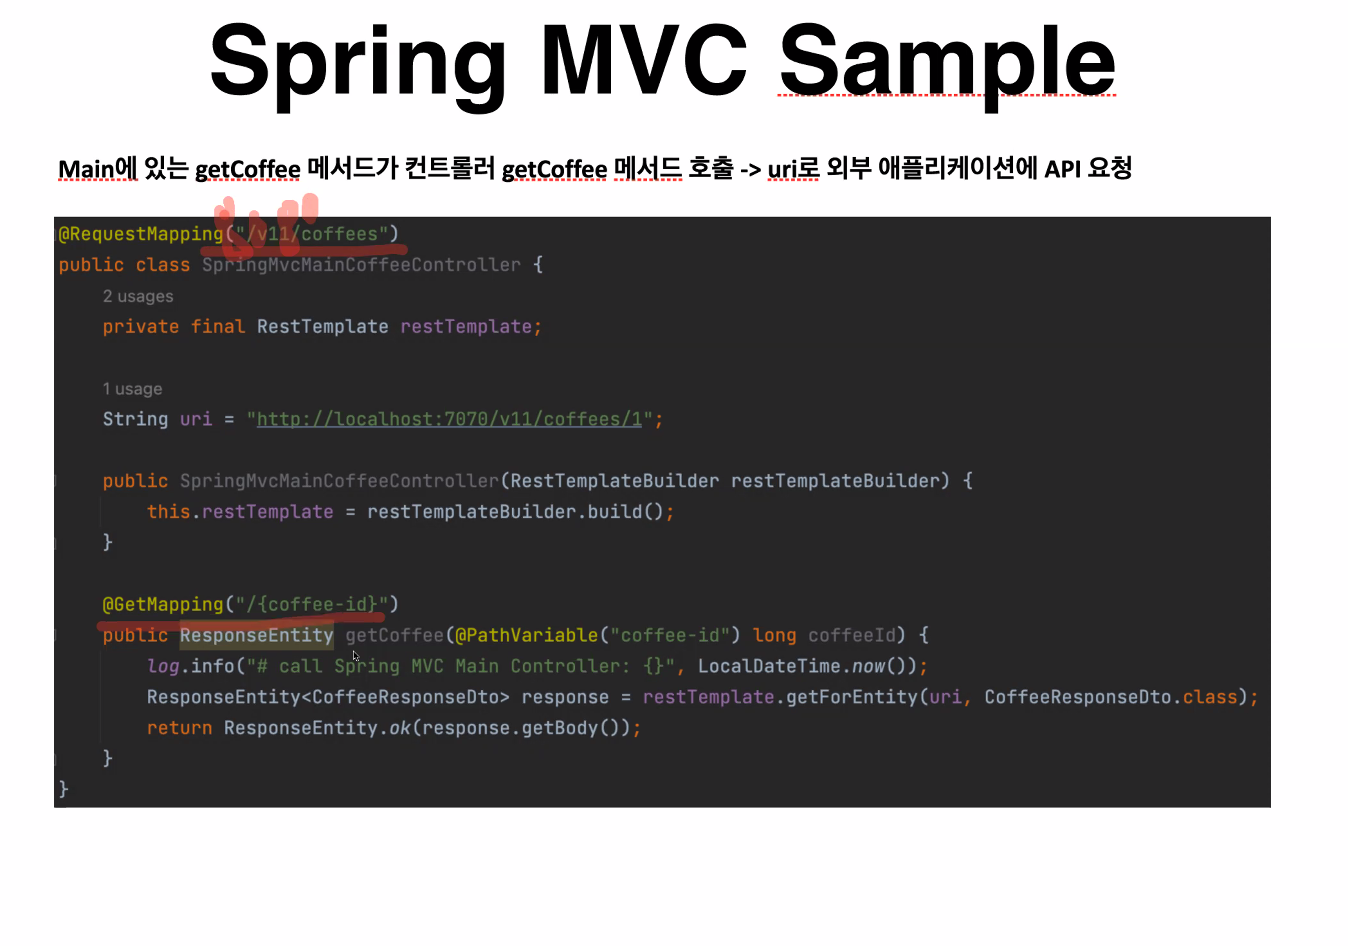 Spring MVC Sample
Main에 있는 getCoffee 메서드가 컨트롤러 getCoffee 메서드 호출 -> uri로 외부 애플리케이션에 API 요청
@RequestMapping("/v11/coffees")
public class SpringMvcMainCoffeeController {
2 usages
private final RestTemplate restTemplate;
1 usage
String uri = "http://localhost:7070/v11/coffees/1";
public SpringMvcMainCoffeeController(RestTemplateBuilder restTemplateBuilder) {
this.restTemplate = restTemplateBuilder.build();
}
@GetMapping("/{coffee-id}")
public ResponseEntity getCoffee(@PathVariable("coffee-id") long coffeeId) {
log.info("# call Spring MVC Main Controller: {}", LocalDateTime.now());
ResponseEntity<CoffeeResponseDto> response = restTemplate.getForEntity(uri, CoffeeResponseDto.class);
return ResponseEntity.ok(response.getBody());
}
}